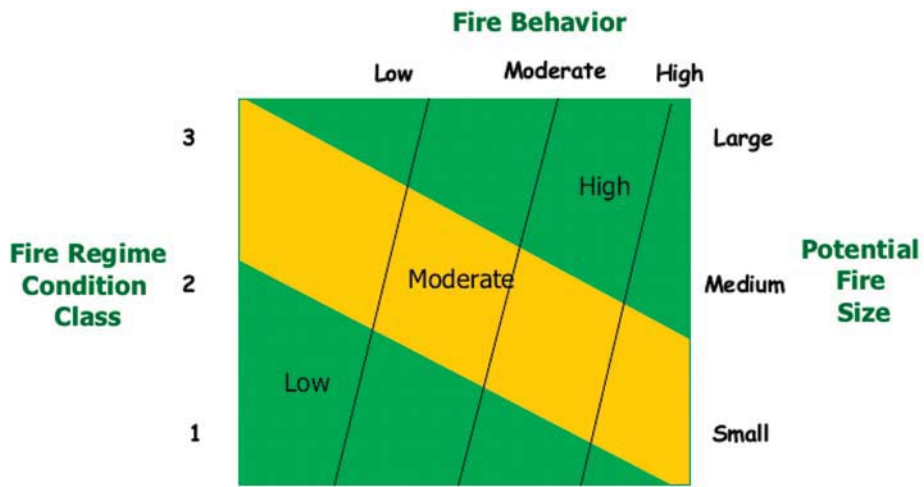 Fire Behavior
Low Moderate High
3 Large
High
Fire Regime
Condition
Class
2
Moderate
Medium
Potential
Fire
Size
Low
1 Small